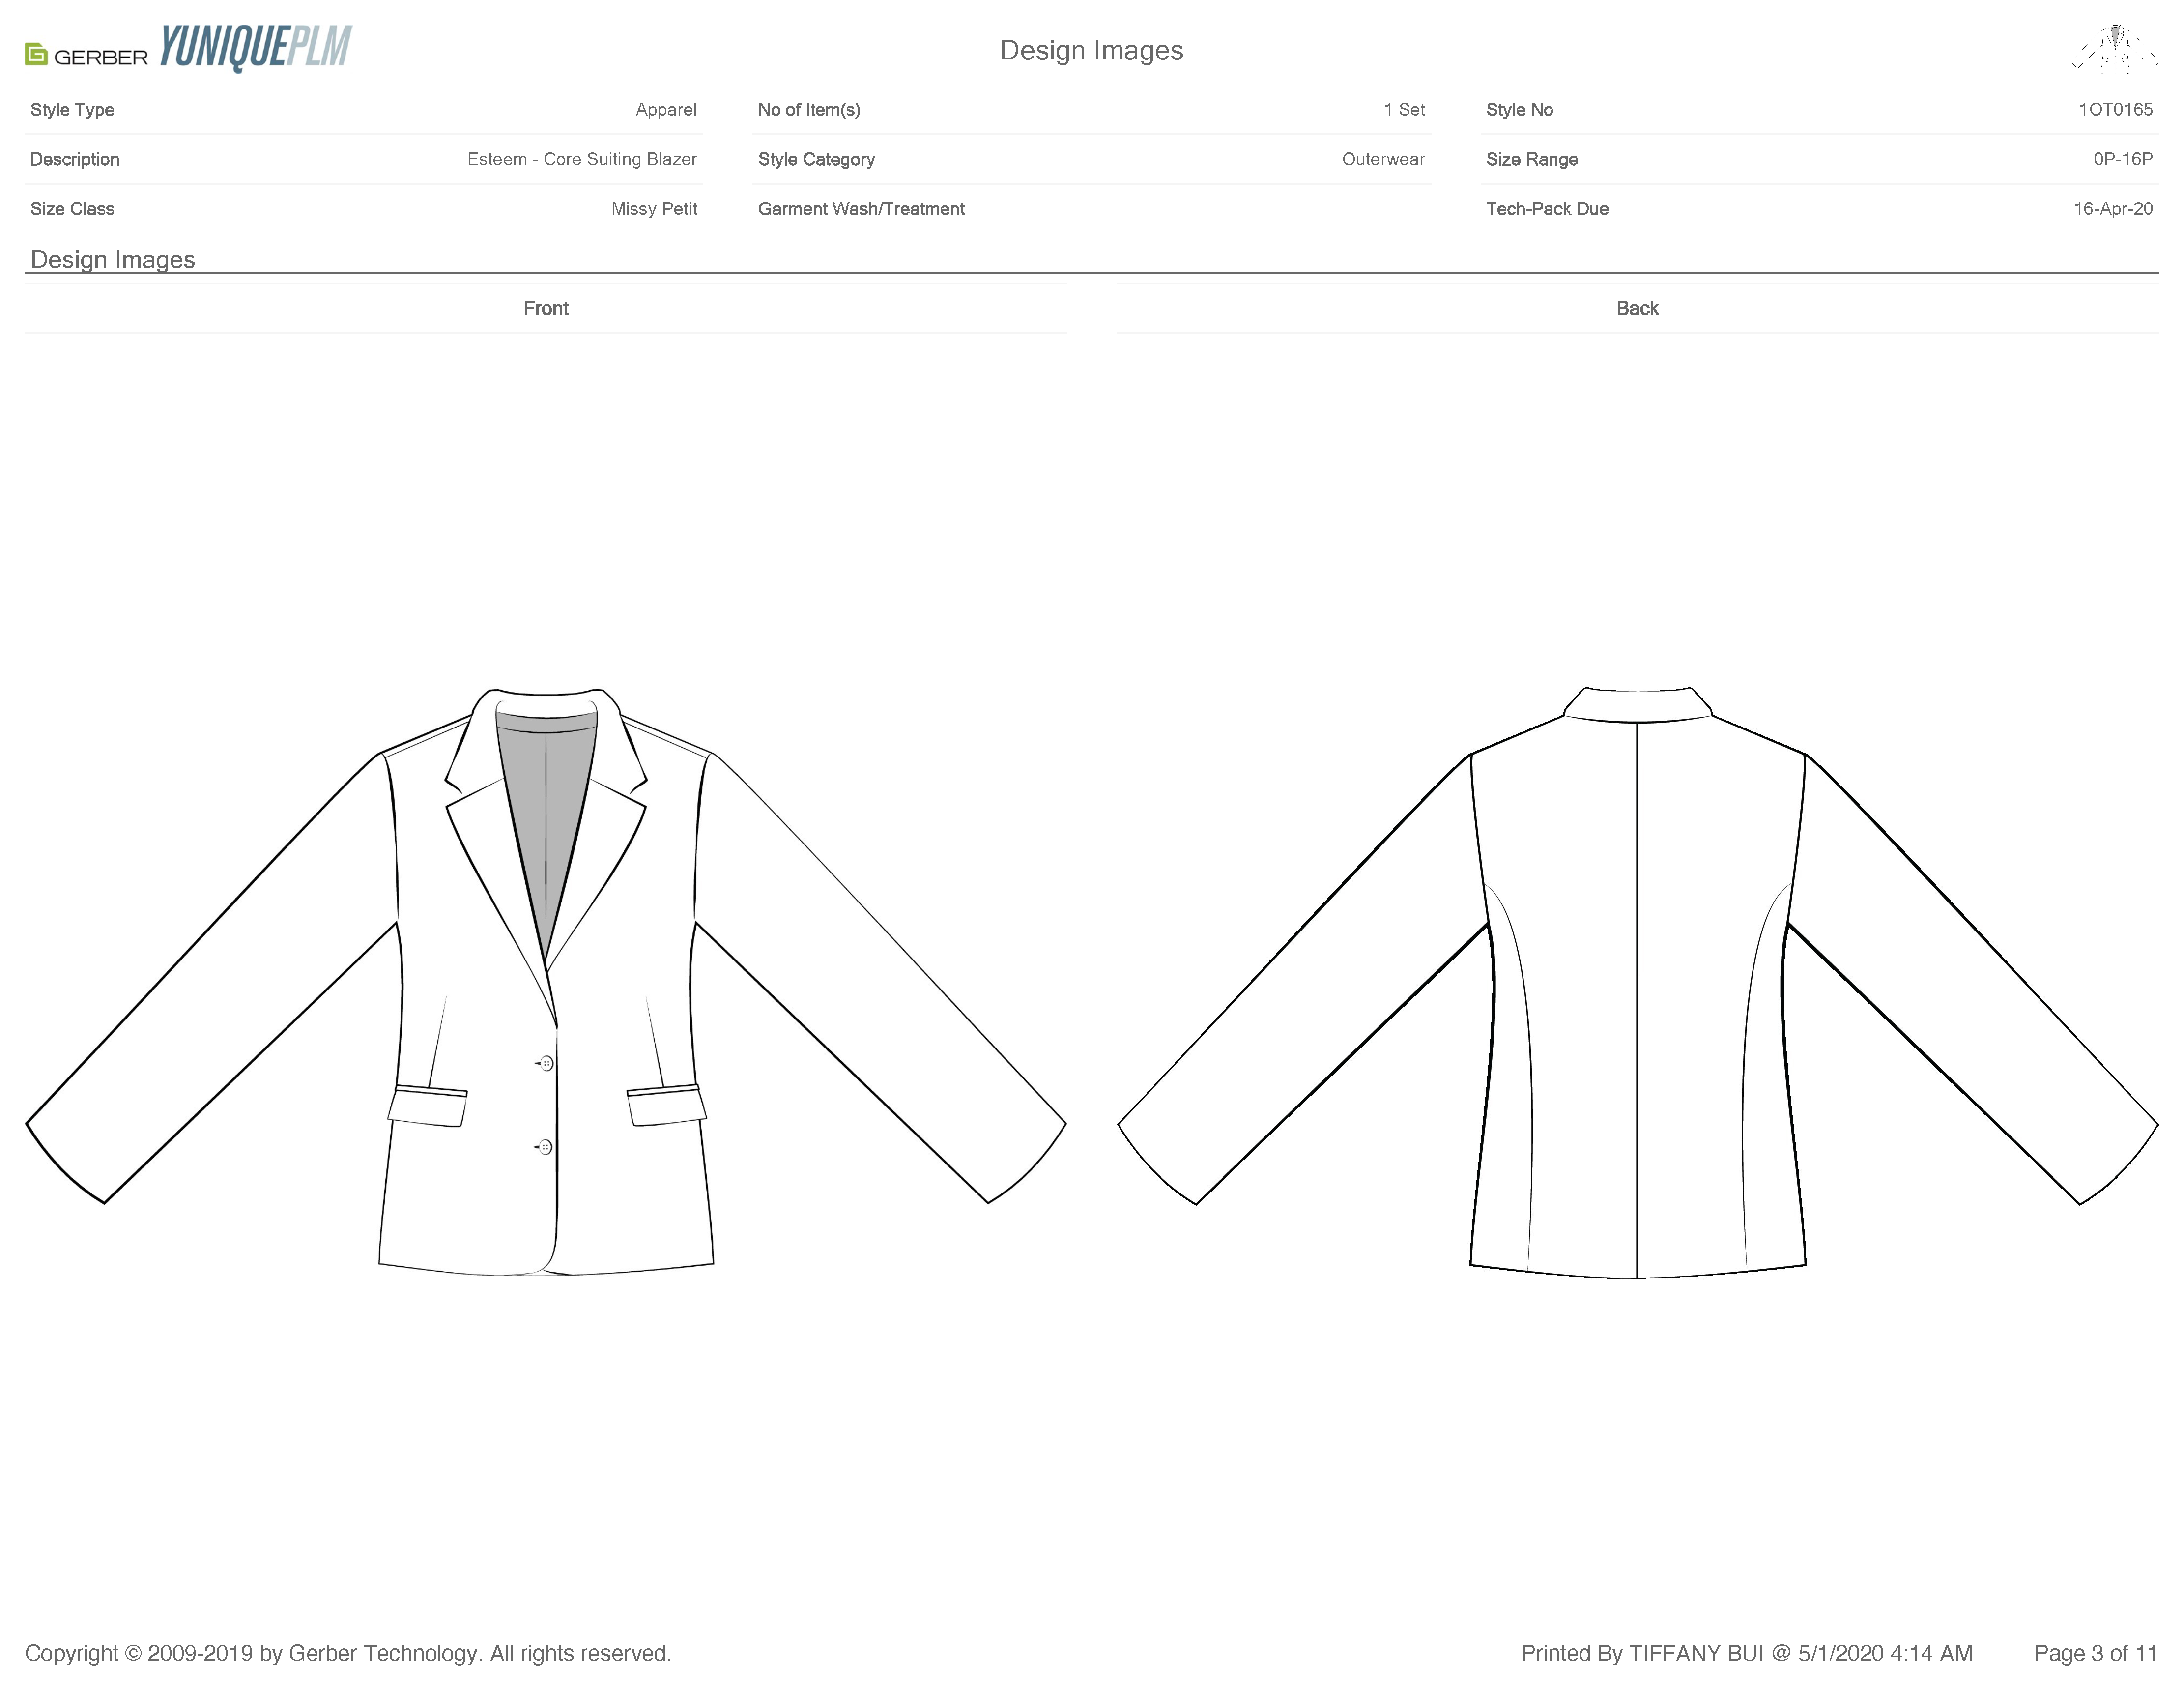 GERBER YUNIQUEPLM
Design Images
Style Type Apparel No of Item(s) 1 Set Style No 1OT0165
Description Esteem - Core Suiting Blazer Style Category Outerwear Size Range 0P-16P
Size Class Missy Petit Garment Wash/Treatment Tech-Pack Due 16-Apr-20
Design Images
Front Back
Copyright © 2009-2019 by Gerber Technology. All rights reserved. Printed By TIFFANY BUI @ 5/1/2020 4:14 AM Page 3 of 11